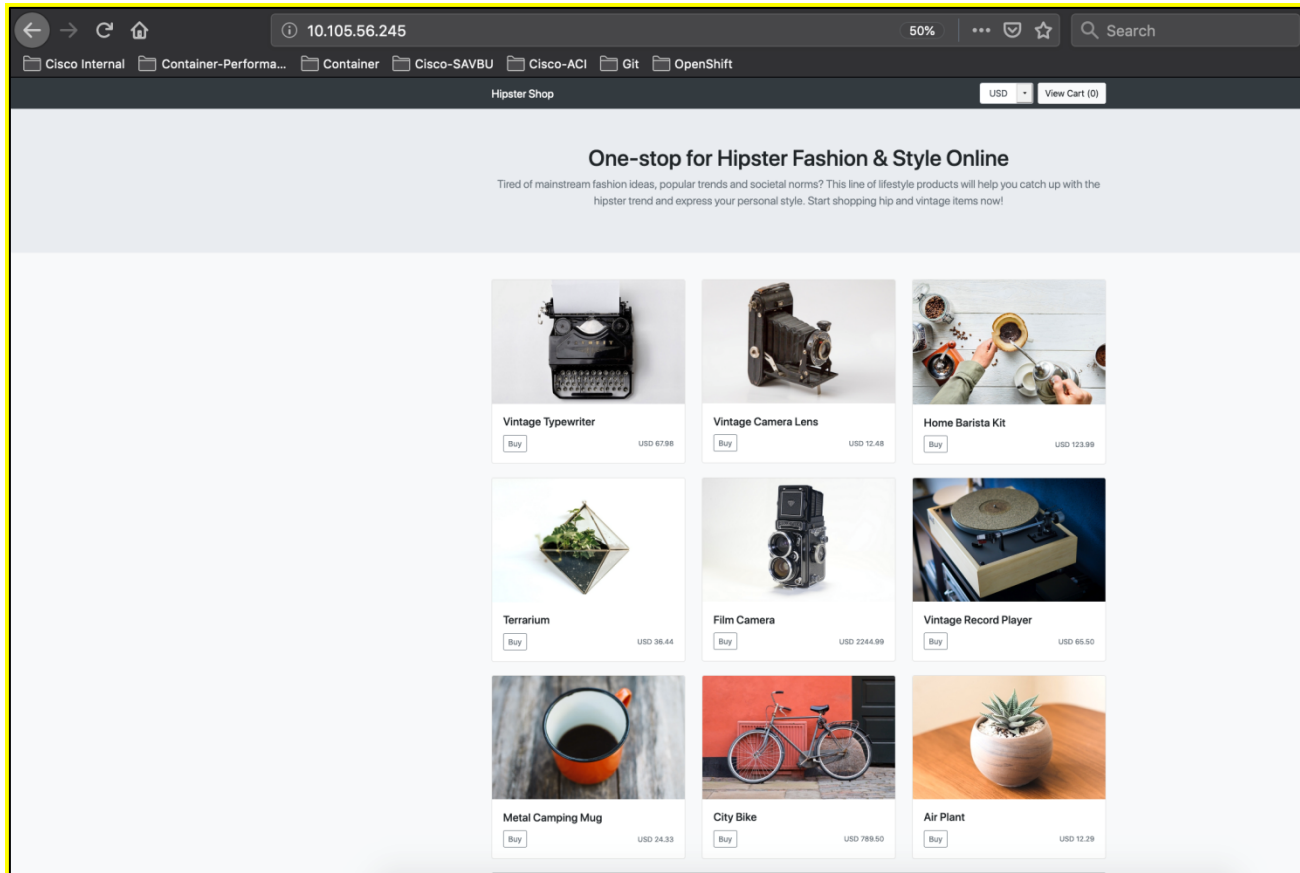 10.105.56.245
50%
Search
Cisco Internal
Container-Performa...
Container
Cisco-SAVBU
Cisco-ACI
Git
OpenShift
Hipster Shop
USD
View Cart (0)
One-stop for Hipster Fashion & Style Online
Tired of mainstream fashion ideas, popular trends and societal norms? This line of lifestyle products will help you catch up with the
hipster trend and express your personal style. Start shopping hip and vintage items now!
Vintage Typewriter
Buy
USD 67.98
Vintage Camera Lens
Buy
USD 12.48
Home Barista Kit
Buy
USD 123.99
Terrarium
Buy
USD 36.44
Film Camera
Buy
USD 2244.99
Vintage Record Player
Buy
USD 65.50
Metal Camping Mug
Buy
USD 24.33
City Bike
Buy
USD 789.50
Air Plant
Buy
USD 12.29